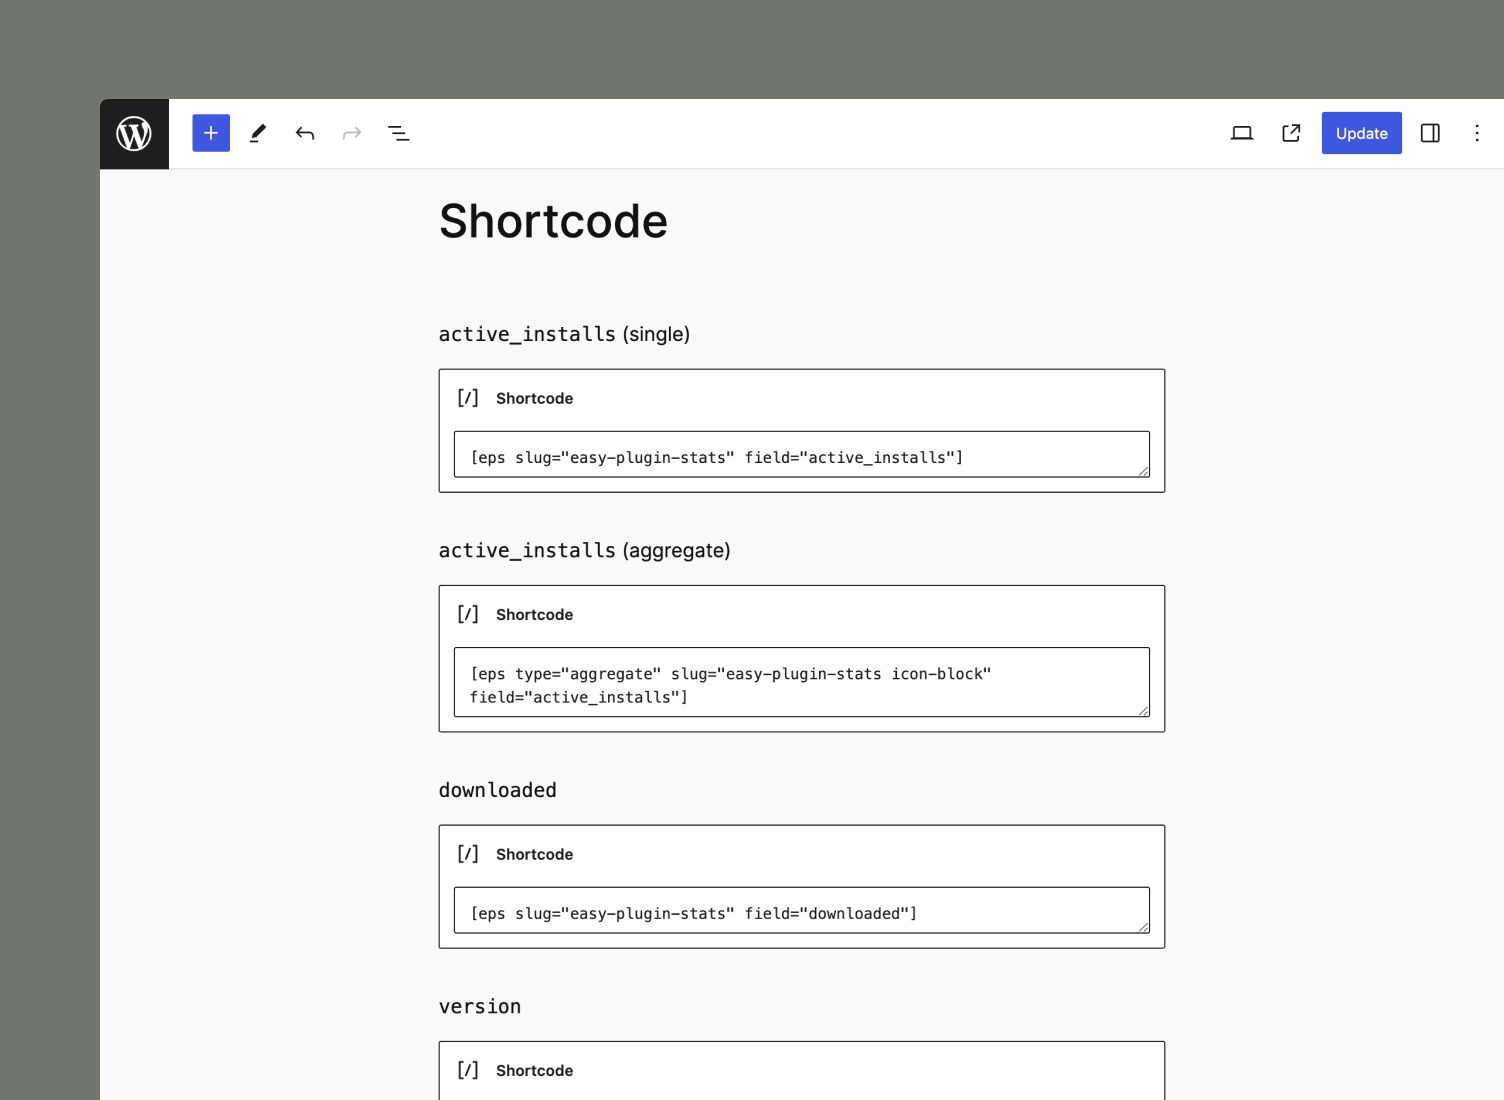 Update
Shortcode
active_installs (single)
[/] Shortcode
[eps slug="easy-plugin-stats" field="active_installs"]
active_installs (aggregate)
[/] Shortcode
[eps type="aggregate" slug="easy-plugin-stats icon-block"
field="active_installs"]
downloaded
[/] Shortcode
[eps slug="easy-plugin-stats" field="downloaded"]
version
[/] Shortcode